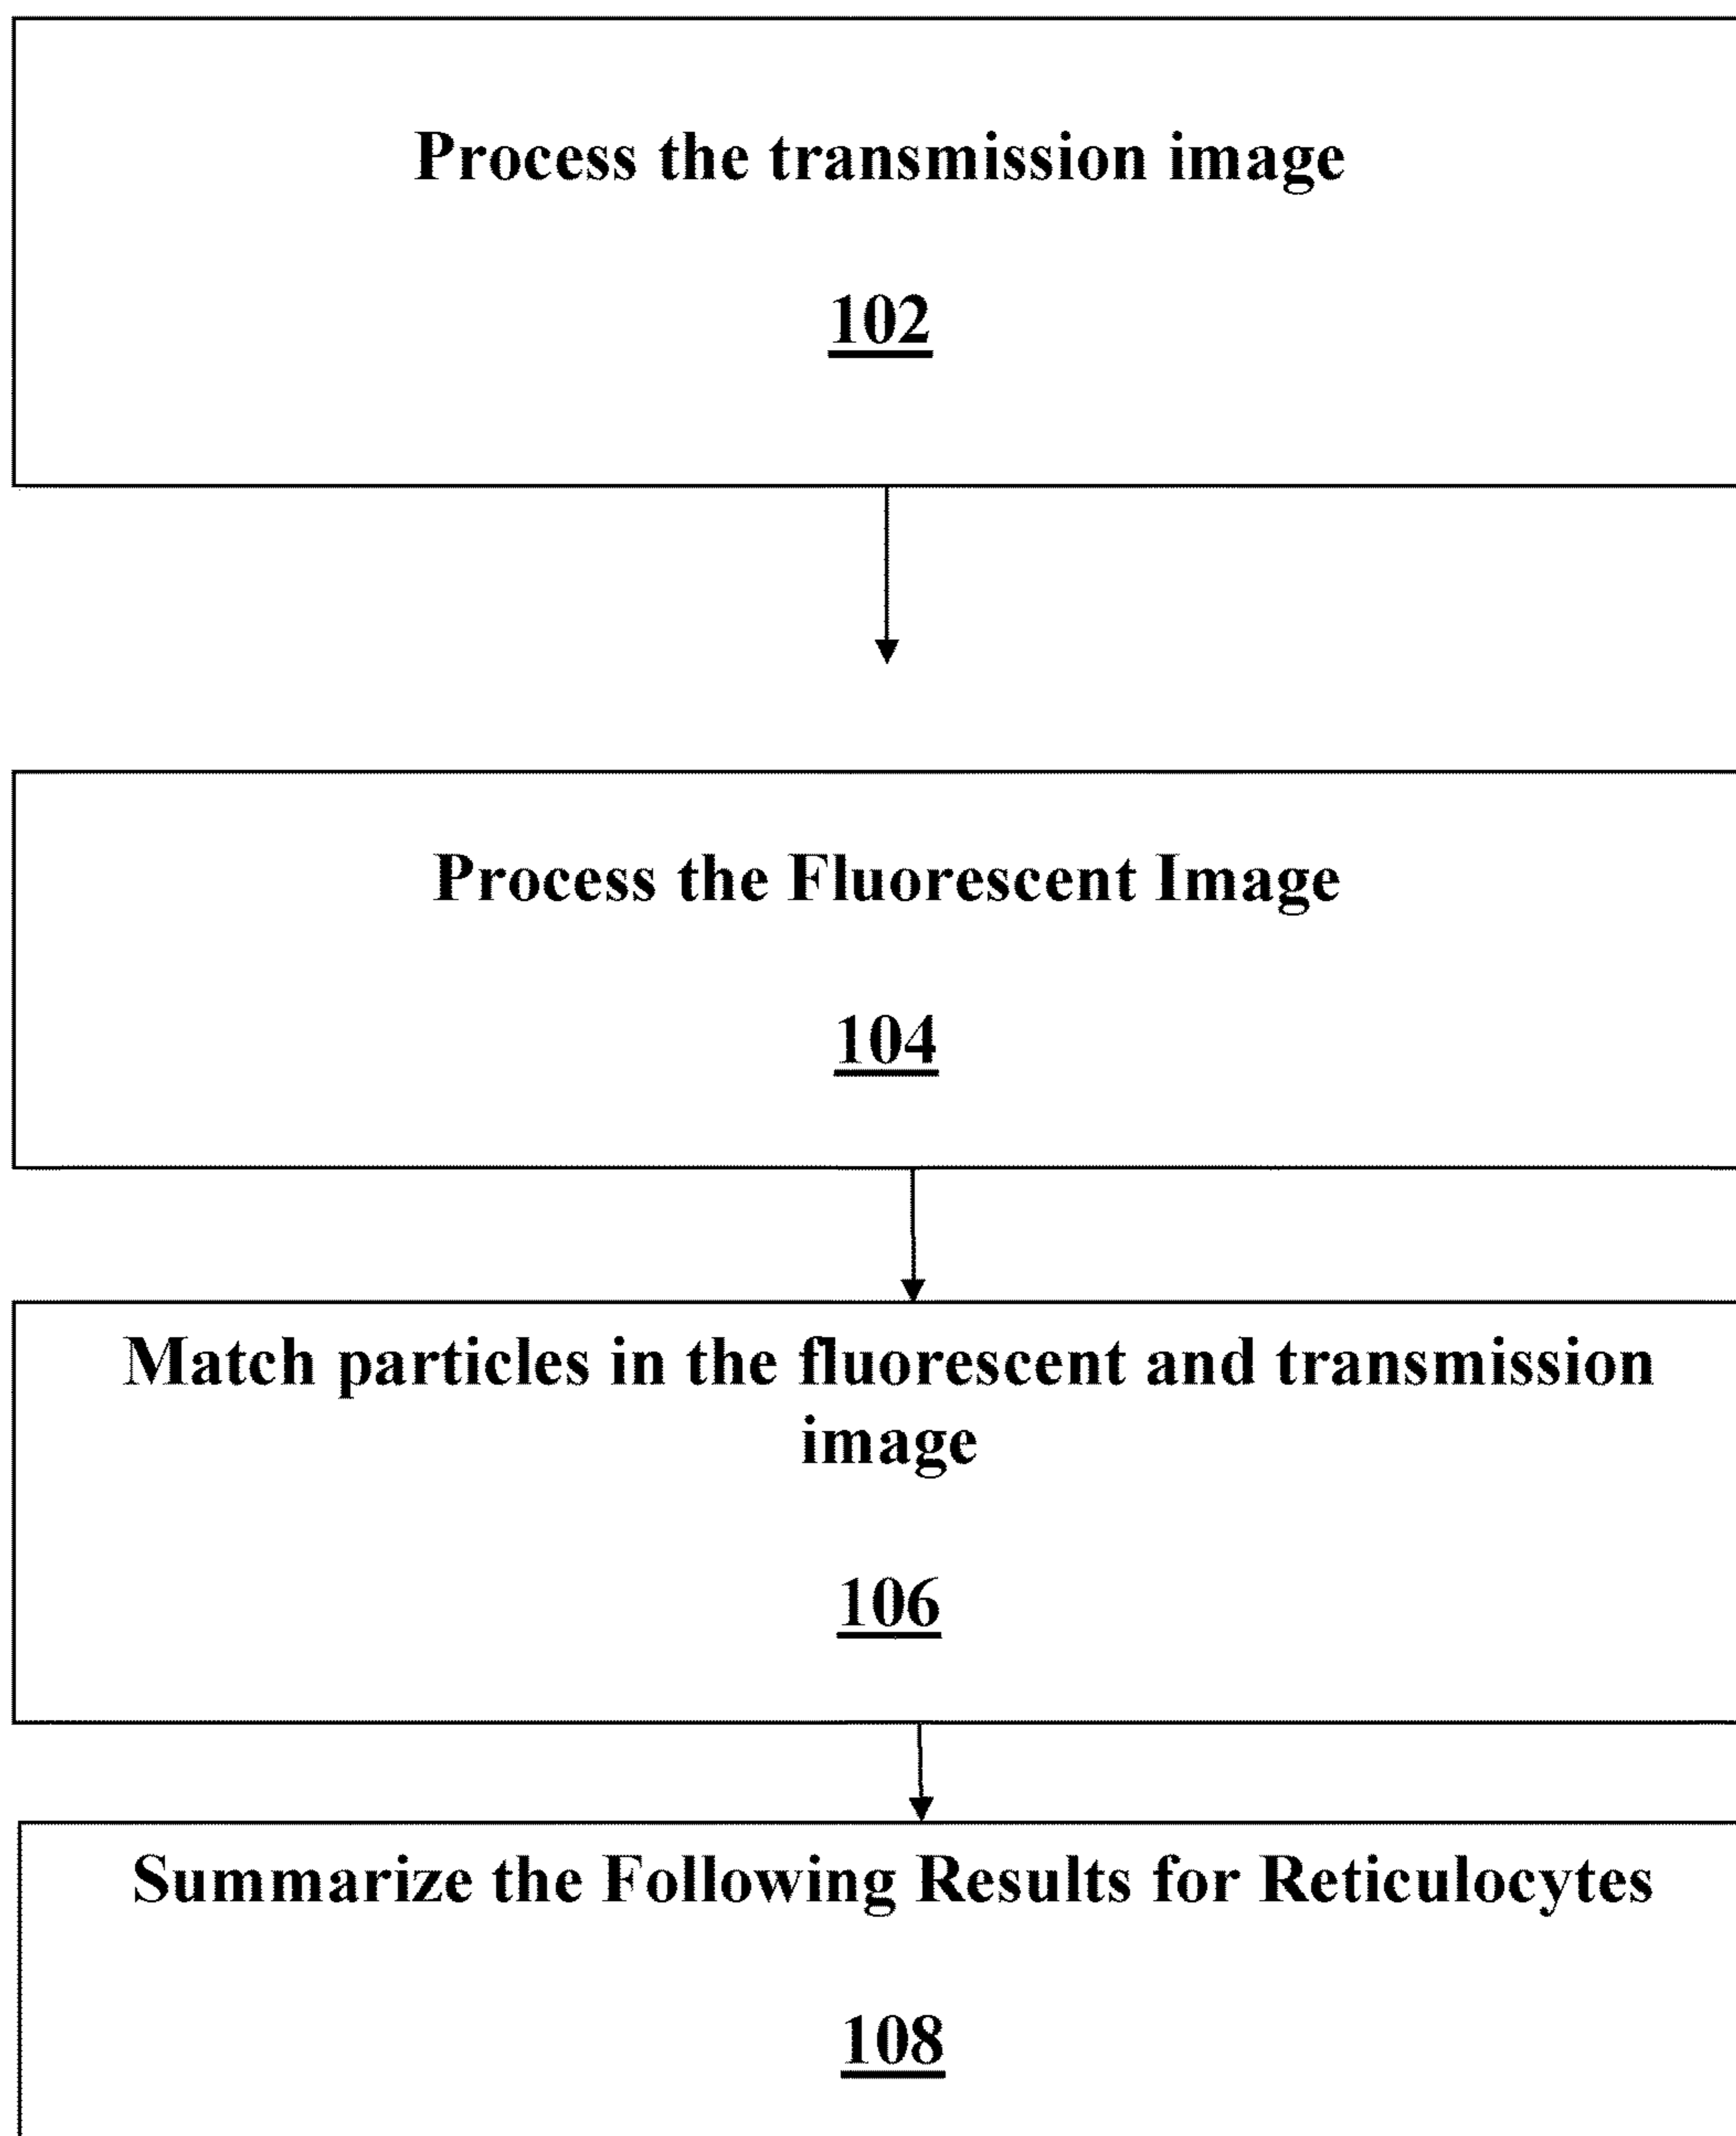 Process the transmission image
102
Process the Fluorescent Image
104
Match particles in the fluorescent and transmission
image
106
Summarize the Following Results for Reticulocytes
108